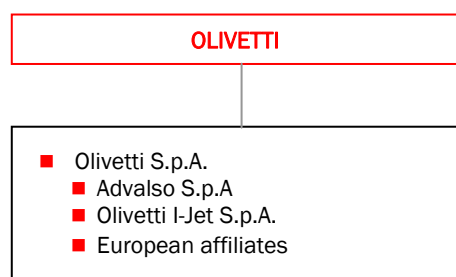 OLIVETTI
Olivetti S.p.A.
Advalso S.p.A
Olivetti I-Jet S.p.A.
European affiliates